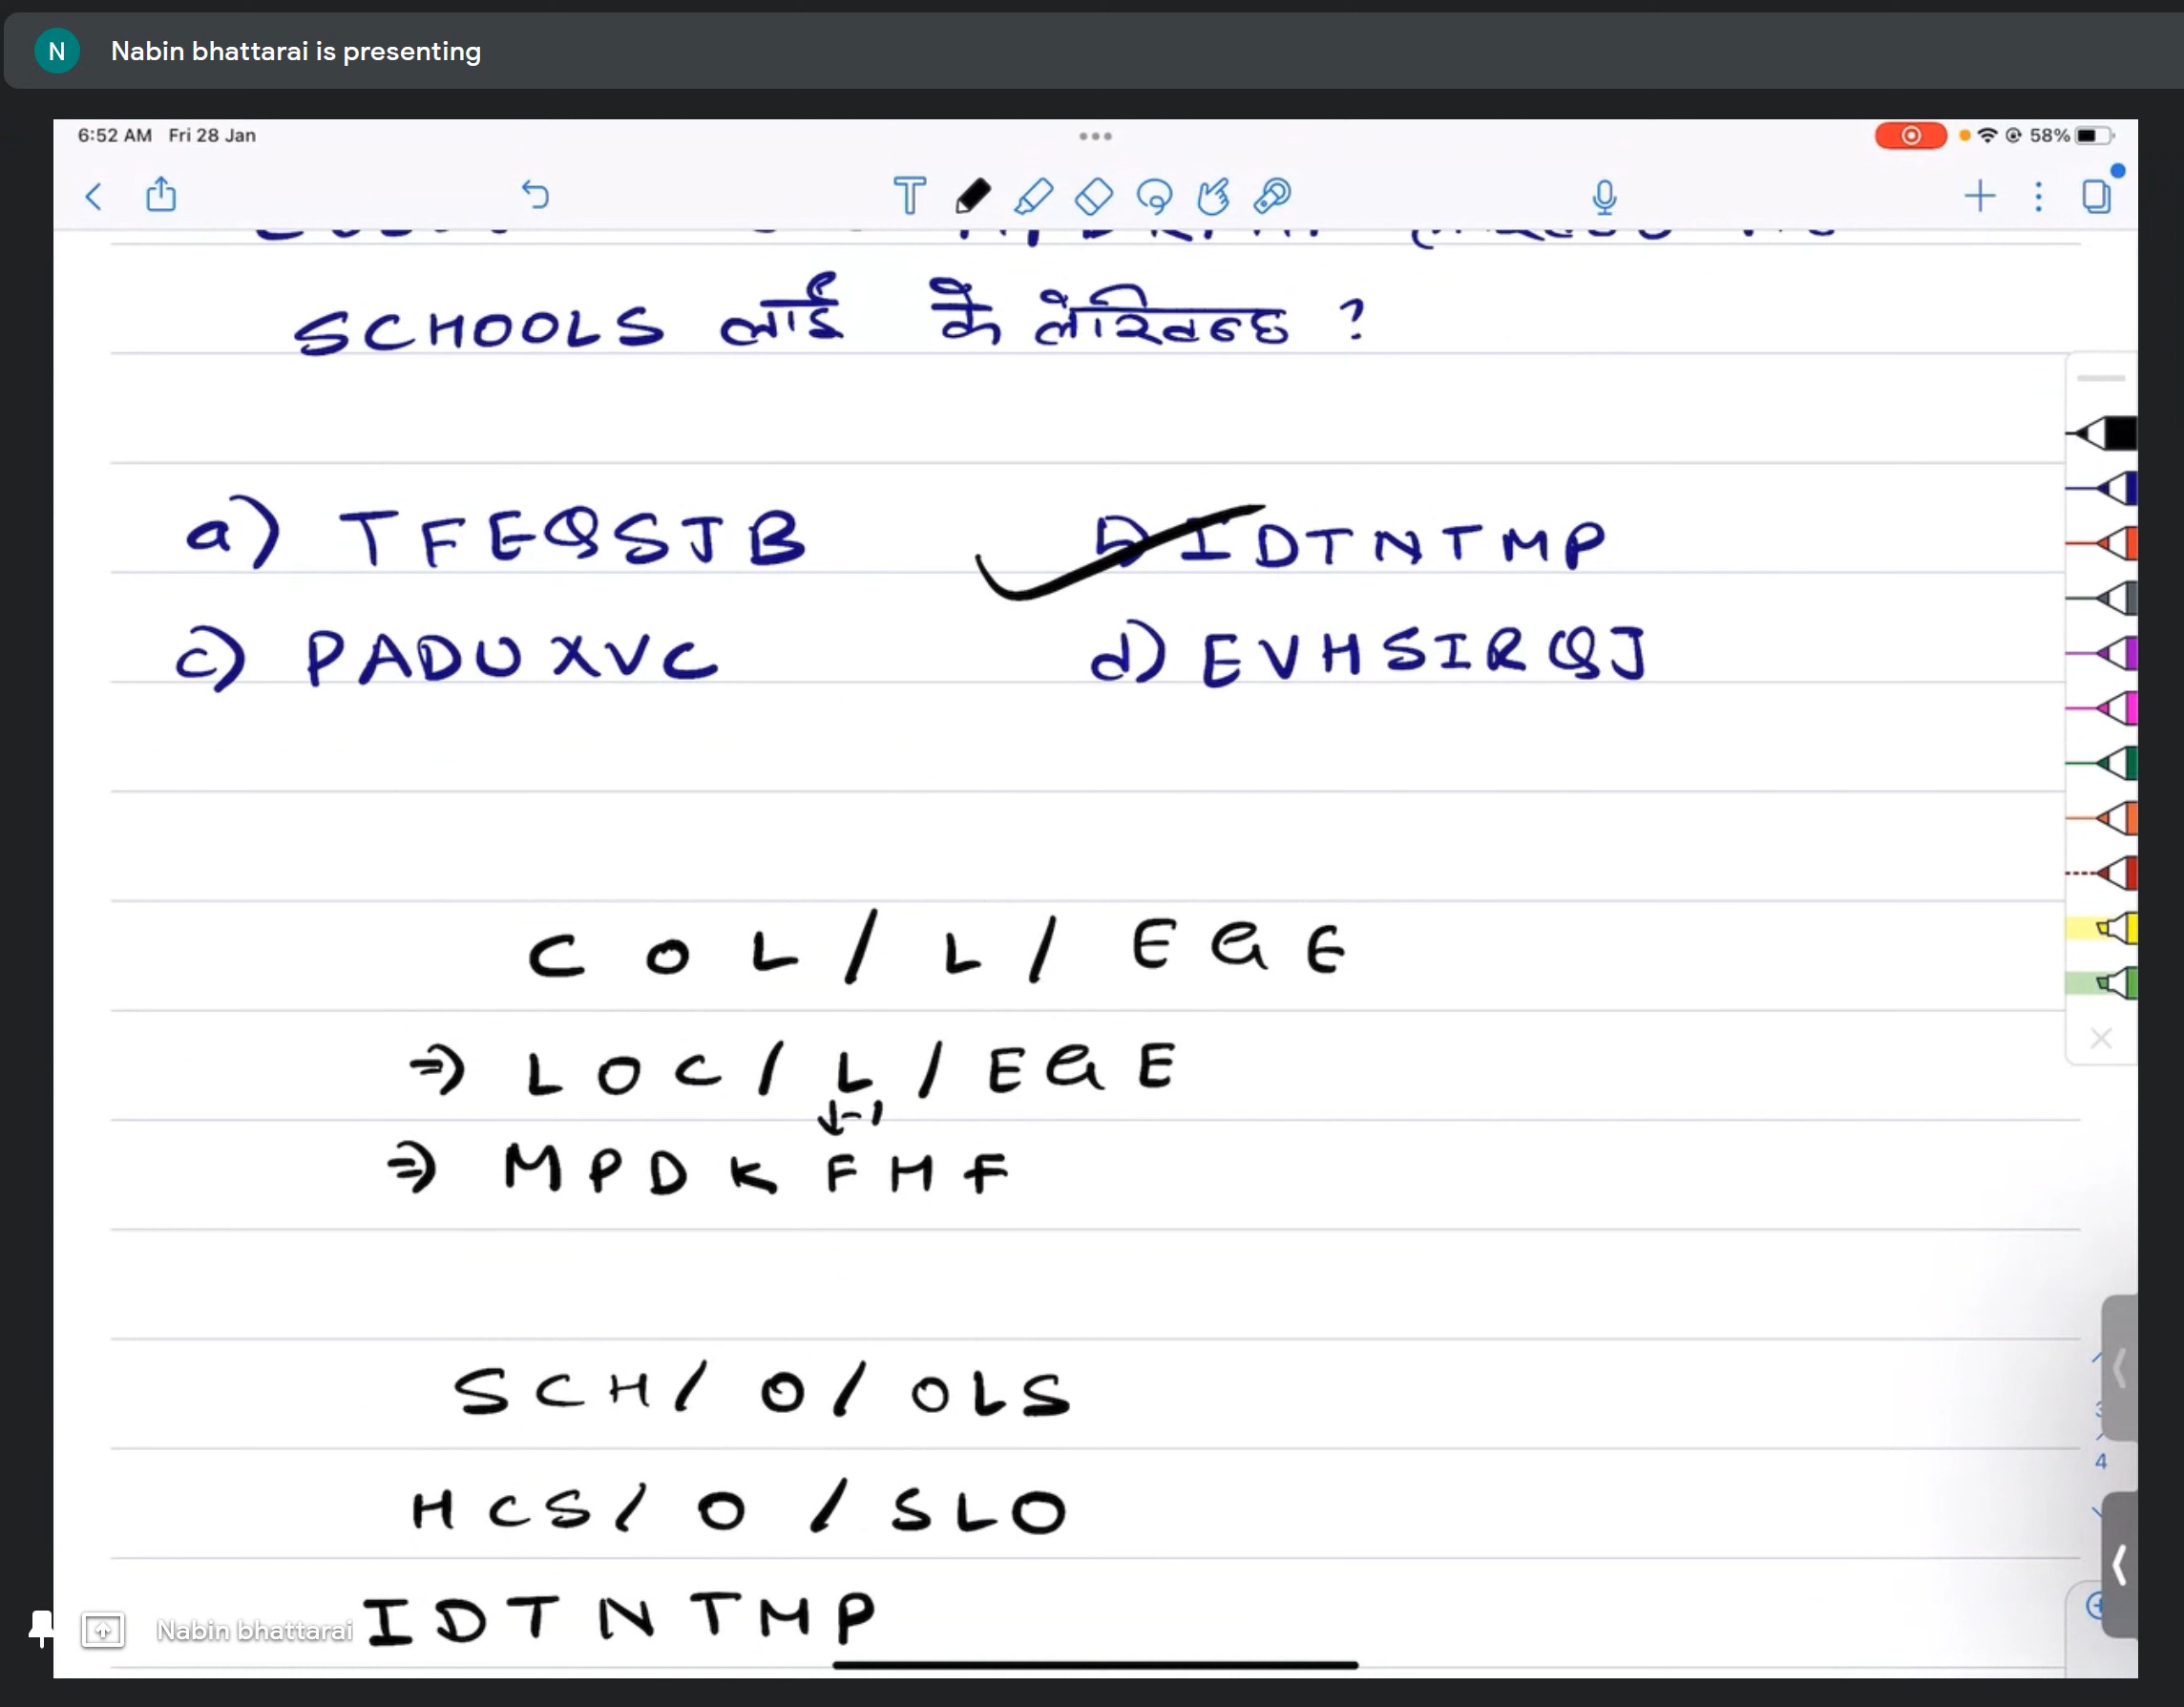 N Nabin bhattarai is presenting
6:52 AM Fri 28 Jan
58%
SCHOOLS लाई के लेखिन्छ ?
a) TFEQSJB b) IDTNTMP
c) PADUXVC d) EVHSIRQJ
COL / L / EGE
⇒ LOC / L / EGE
↓-1
⇒ MPDKFHF
SCH / O / OLS
HCS / O / SLO
IDTNTMP
4
Nabin bhattarai